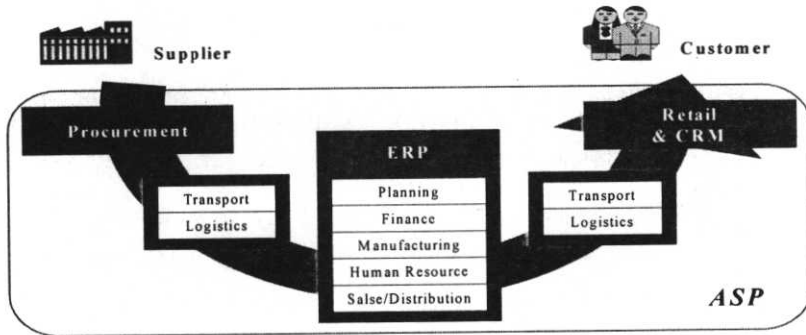 Supplier
Customer
Procurement
Retail
& CRM
ERP
Transport
Logistics
Planning
Finance
Manufacturing
Human Resource
Salse/Distribution
Transport
Logistics
ASP